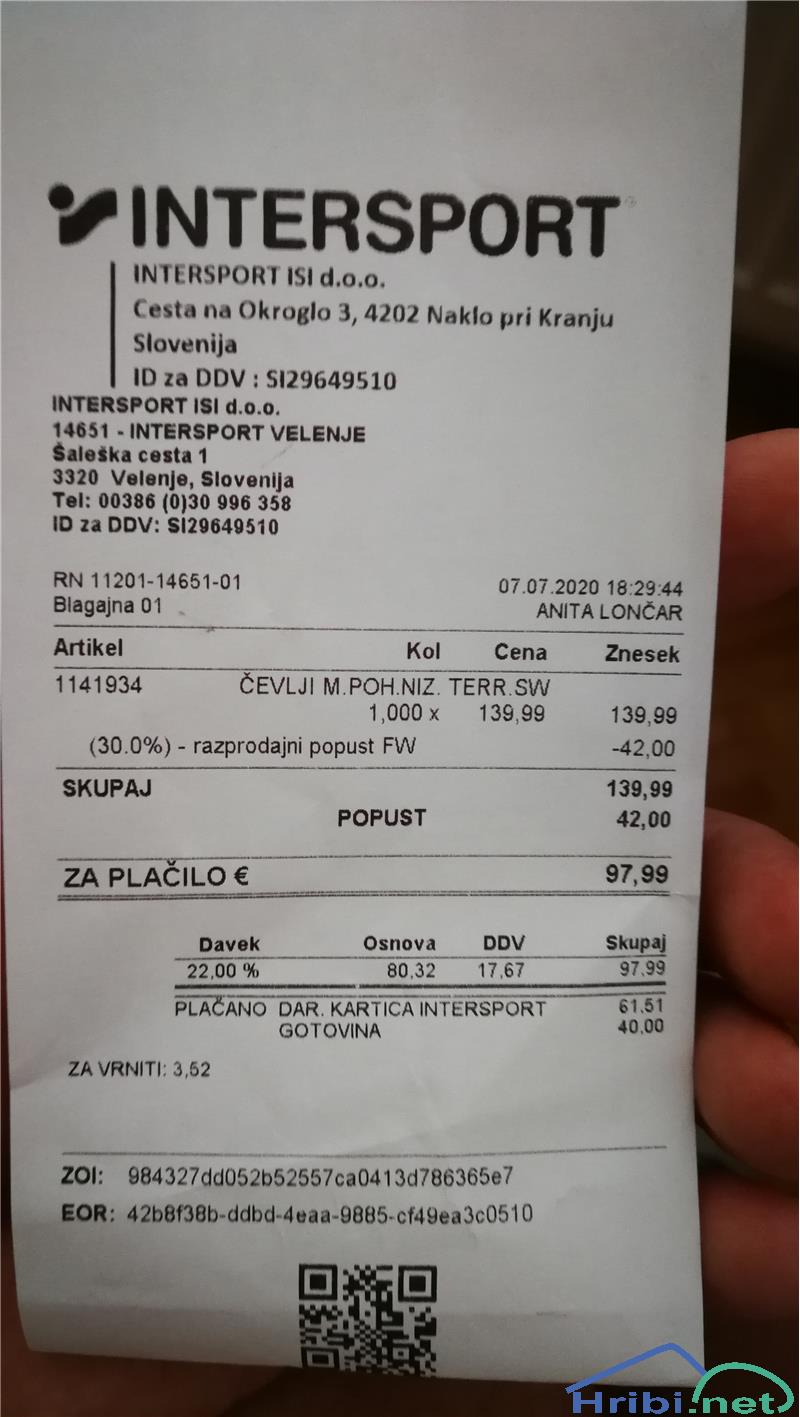 INTERSPORT
INTERSPORT ISI d.o.o.
Cesta na Okroglo 3, 4202 Naklo pri Kranju
Slovenija
ID za DDV : SI29649510
INTERSPORT ISI d.o.o.
14651 - INTERSPORT VELENJE
Šaleška cesta 1
3320 Velenje, Slovenija
Tel: 00386 (0)30 996 358
ID za DDV: SI29649510
RN 11201-14651-01 07.07.2020 18:29:44
Blagajna 01 ANITA LONČAR
Artikel Kol Cena Znesek
1141934 ČEVLJI M.POH.NIZ. TERR.SW
1,000 x 139,99 139,99
(30.0%) - razprodajni popust FW -42,00
SKUPAJ 139,99
POPUST 42,00
ZA PLAČILO € 97,99
Davek Osnova DDV Skupaj
22,00 % 80,32 17,67 97,99
PLAČANO DAR. KARTICA INTERSPORT 61,51
GOTOVINA 40,00
ZA VRNITI: 3,52
ZOI: 984327dd052b52557ca0413d786365e7
EOR: 42b8f38b-ddbd-4eaa-9885-cf49ea3c0510
Hribi.net